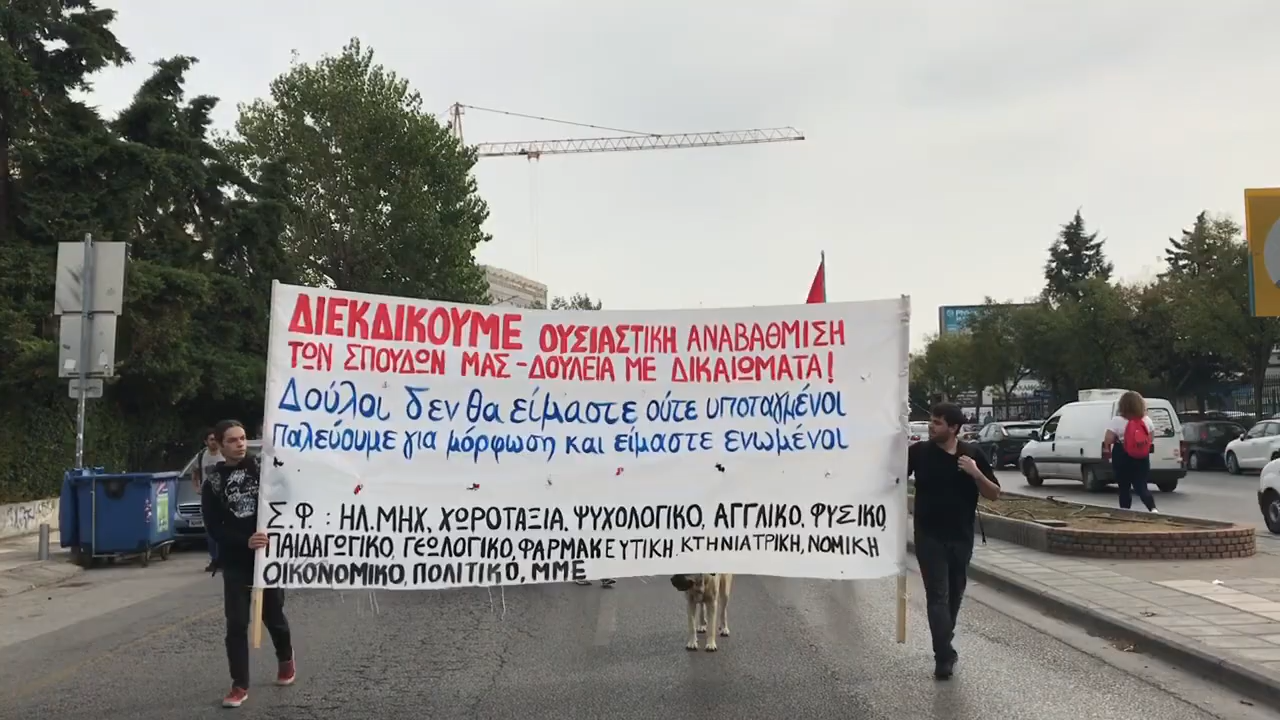 ΔΙΕΚΔΙΚΟΥΜΕ ΟΥΣΙΑΣΤΙΚΗ ΑΝΑΒΑΘΜΙΣΗ
ΤΩΝ ΣΠΟΥΔΩΝ ΜΑΣ - ΔΟΥΛΕΙΑ ΜΕ ΔΙΚΑΙΩΜΑΤΑ!
Δούλοι δεν θα είμαστε ούτε υποταγμένοι
παλεύουμε για μόρφωση και είμαστε ενωμένοι
Σ.Φ : ΗΛ.ΜΗΧ, ΧΩΡΟΤΑΞΙΑ, ΨΥΧΟΛΟΓΙΚΟ, ΑΓΓΛΙΚΟ, ΦΥΣΙΚΟ,
ΠΑΙΔΑΓΩΓΙΚΟ, ΓΕΩΛΟΓΙΚΟ, ΦΑΡΜΑΚΕΥΤΙΚΗ, ΚΤΗΝΙΑΤΡΙΚΗ, ΝΟΜΙΚΗ
ΟΙΚΟΝΟΜΙΚΟ, ΠΟΛΙΤΙΚΟ, ΜΜΕ